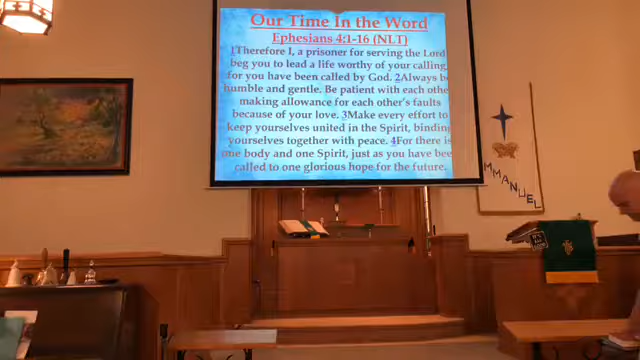 Our Time In the Word
Ephesians 4:1-16 (NLT)
1Therefore I, a prisoner for serving the Lord
beg you to lead a life worthy of your calling,
for you have been called by God. 2Always b
humble and gentle. Be patient with each othe
making allowance for each other's faults
because of your love. 3Make every effort to
keep yourselves united in the Spirit, binding
yourselves together with peace. 4For there is
one body and one Spirit, just as you have bee
called to one glorious hope for the future.
MMANUEL